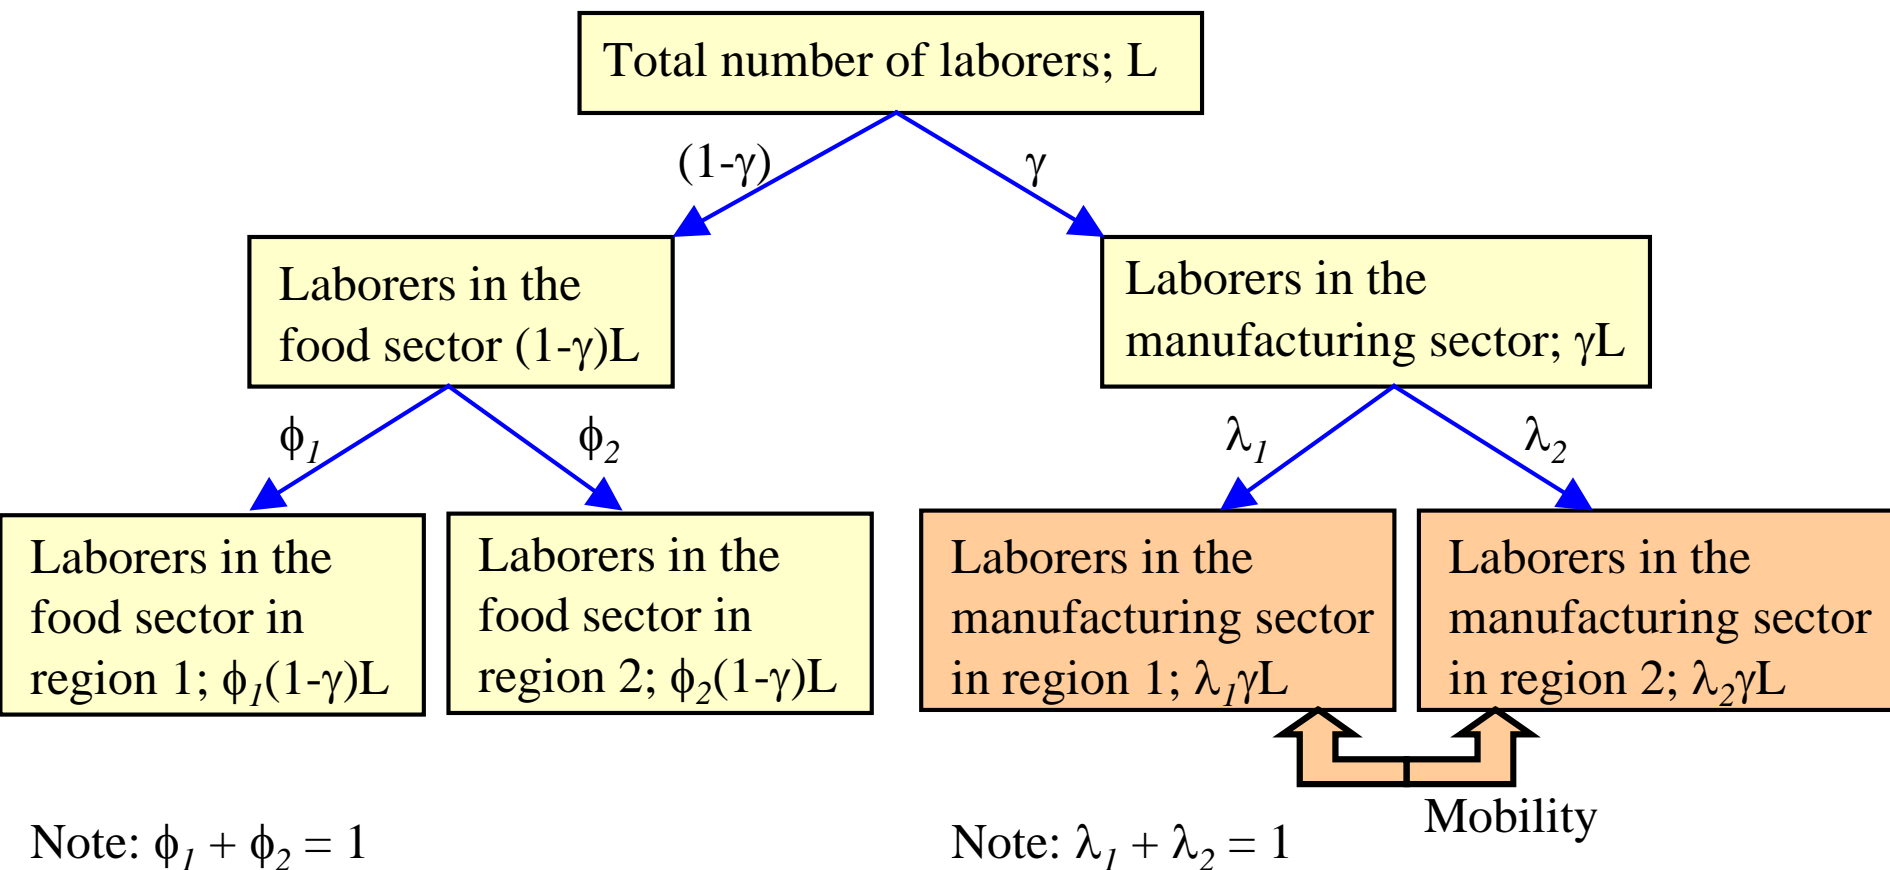 Total number of laborers; L
(1-γ)
γ
Laborers in the
food sector (1-γ)L
Laborers in the
manufacturing sector; γL
ϕ1
ϕ2
λ1
λ2
Laborers in the
food sector in
region 1; ϕ1(1-γ)L
Laborers in the
food sector in
region 2; ϕ2(1-γ)L
Laborers in the
manufacturing sector
in region 1; λ1γL
Laborers in the
manufacturing sector
in region 2; λ2γL
Mobility
Note: ϕ1 + ϕ2 = 1
Note: λ1 + λ2 = 1